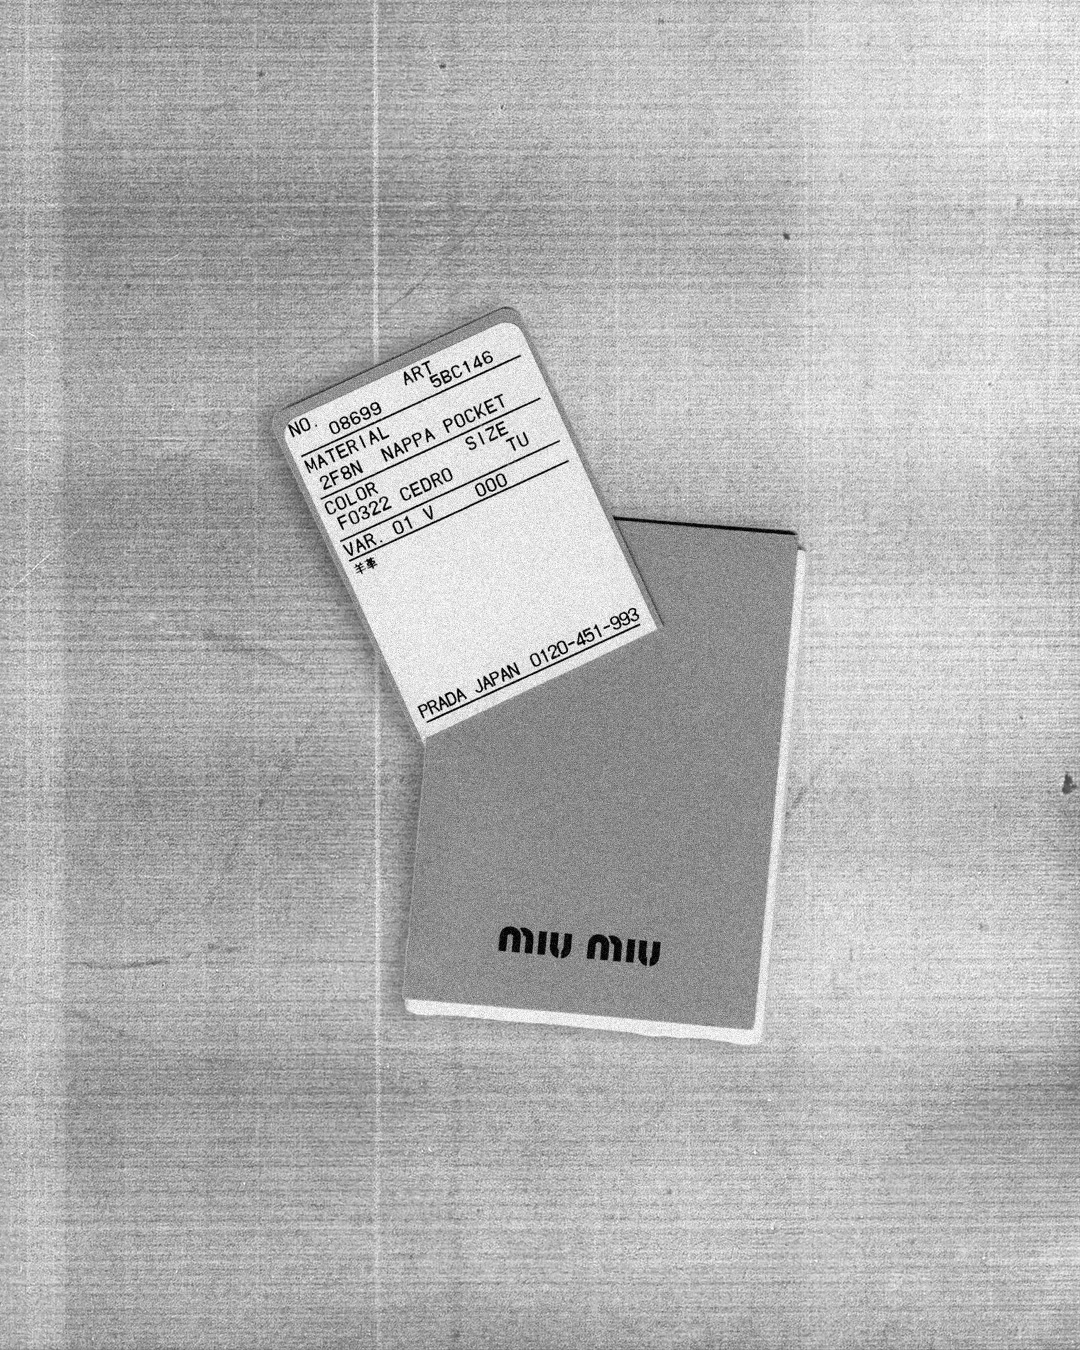 NO. 08699 ART 5BC146
MATERIAL
2F8N NAPPA POCKET
COLOR SIZE
F0322 CEDRO TU
VAR. 01 V 000
羊革
PRADA JAPAN 0120-451-993
miu miu